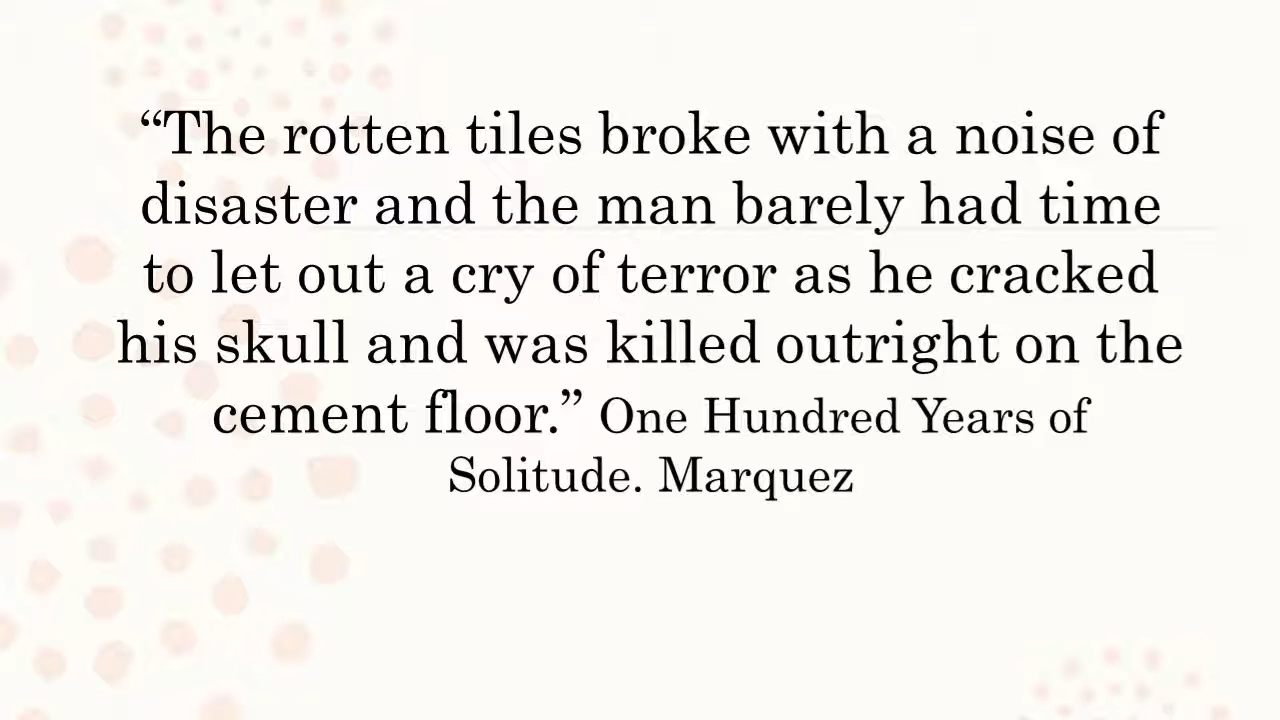 “The rotten tiles broke with a noise of
disaster and the man barely had time
to let out a cry of terror as he cracked
his skull and was killed outright on the
cement floor.” One Hundred Years of
Solitude. Marquez